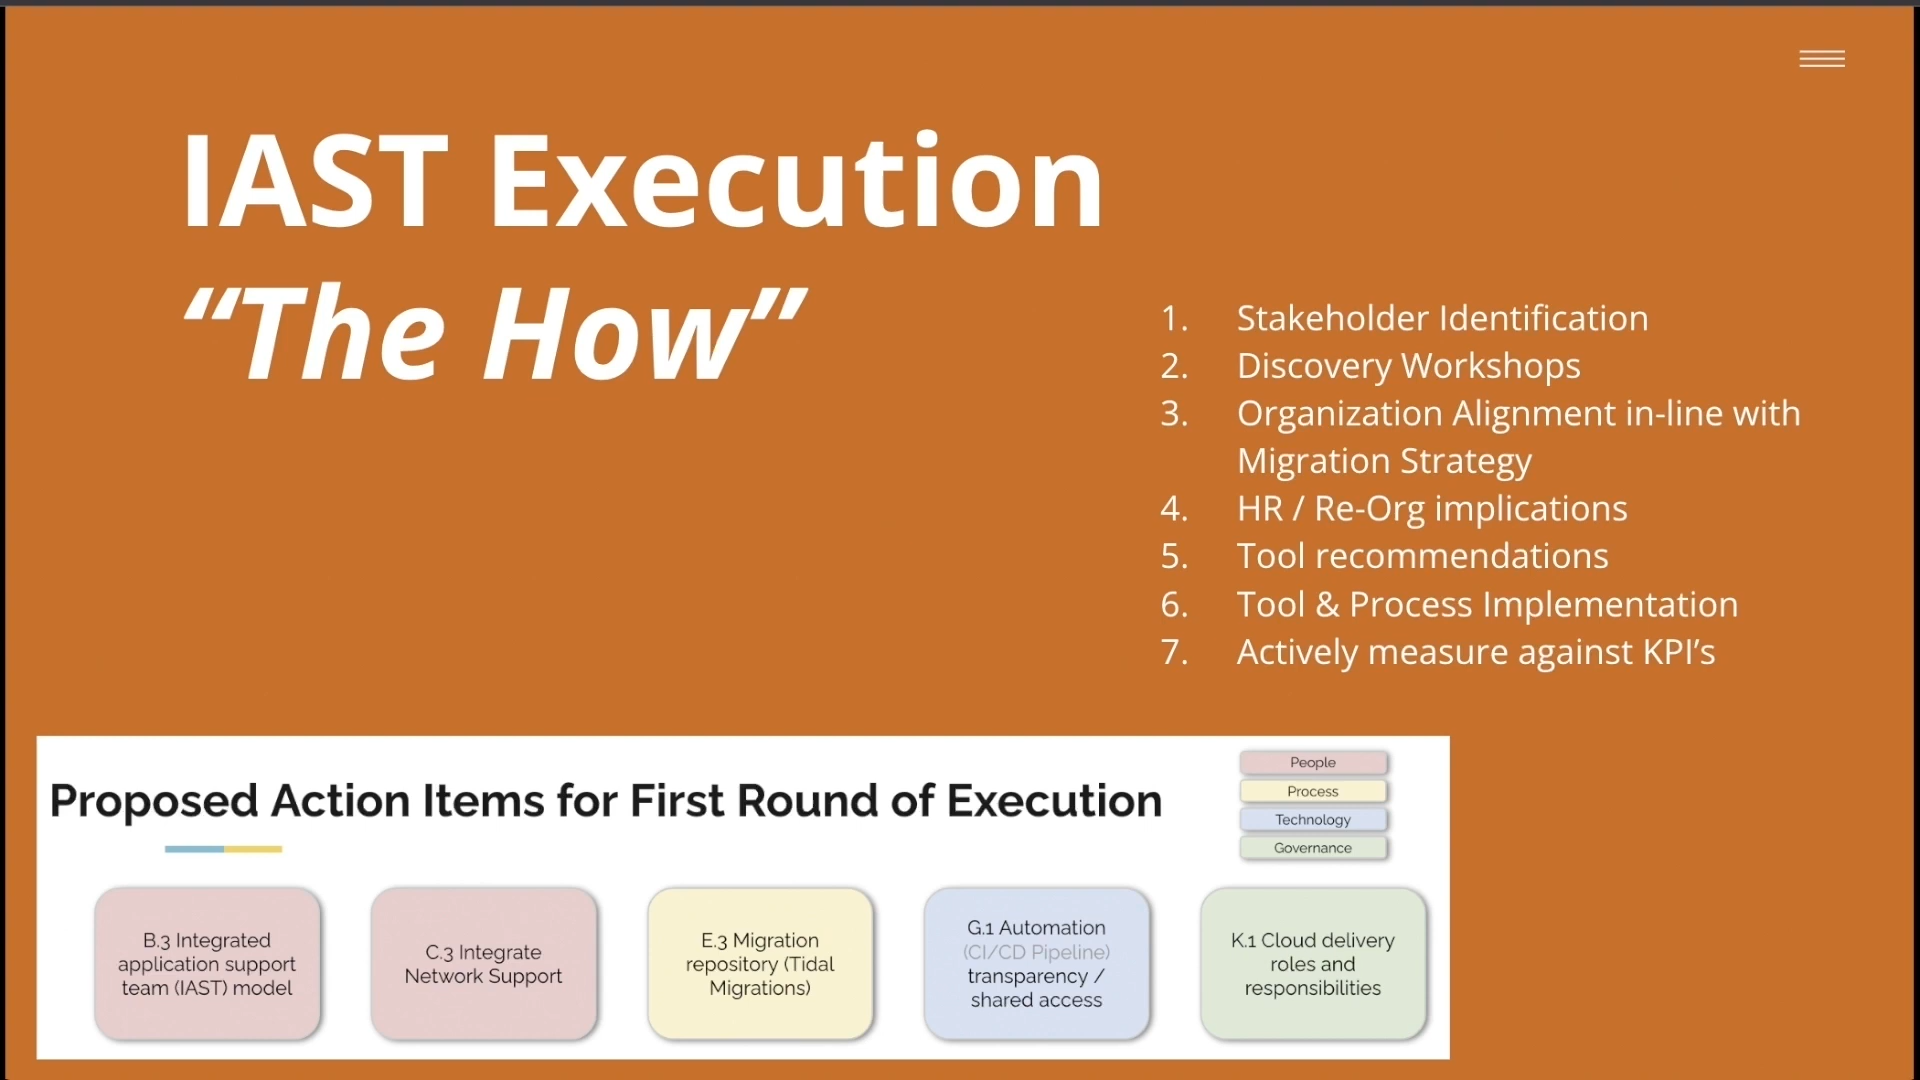 IAST Execution
“The How”
1. Stakeholder Identification
2. Discovery Workshops
3. Organization Alignment in-line with
Migration Strategy
4. HR / Re-Org implications
5. Tool recommendations
6. Tool & Process Implementation
7. Actively measure against KPI’s
Proposed Action Items for First Round of Execution
People
Process
Technology
Governance
B.3 Integrated
application support
team (IAST) model
C.3 Integrate
Network Support
E.3 Migration
repository (Tidal
Migrations)
G.1 Automation
(CI/CD Pipeline)
transparency /
shared access
K.1 Cloud delivery
roles and
responsibilities